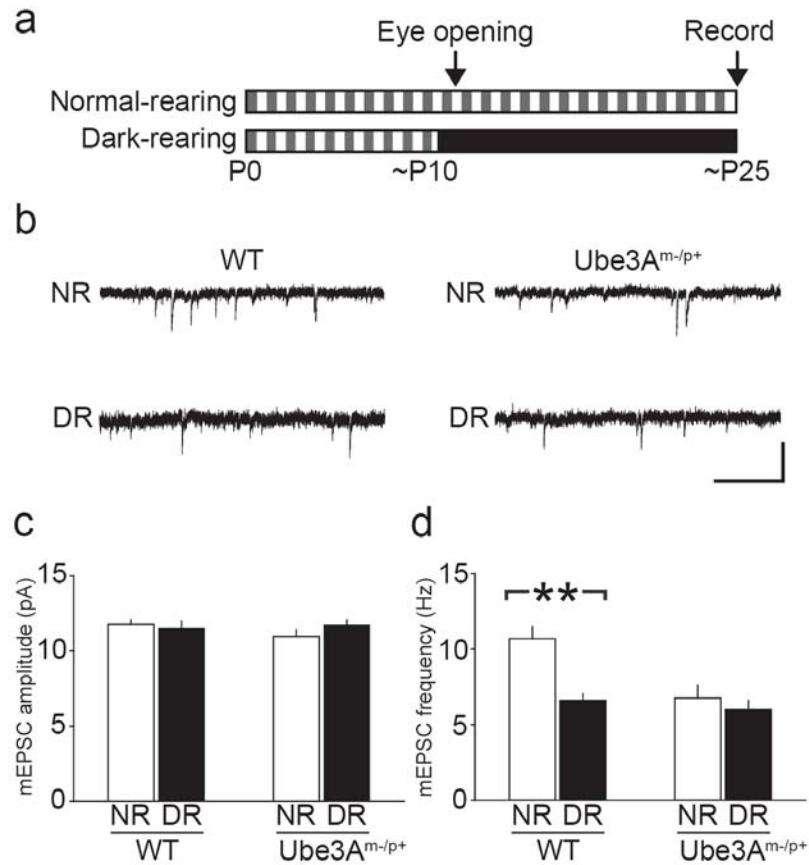 a
Eye opening Record
Normal-rearing
Dark-rearing
P0 ~P10 ~P25
b
WT Ube3A^m-/p+
NR NR
DR DR
c
mEPSC amplitude (pA)
15
10
5
0
NR DR NR DR
WT Ube3A^m-/p+
d
mEPSC frequency (Hz)
15
10
5
0
**
NR DR NR DR
WT Ube3A^m-/p+